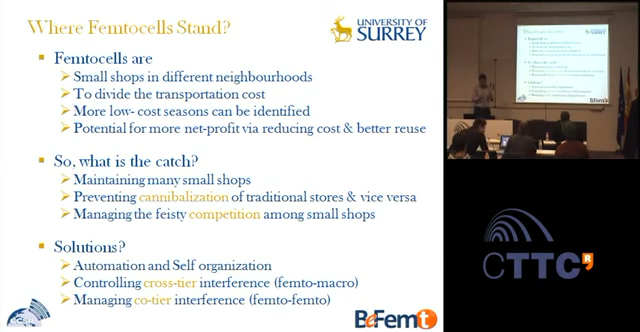 Where Femtocells Stand?
UNIVERSITY OF
SURREY
Femtocells are
Small shops in different neighbourhoods
To divide the transportation cost
More low- cost seasons can be identified
Potential for more net-profit via reducing cost & better reuse
So, what is the catch?
Maintaining many small shops
Preventing cannibalization of traditional stores & vice versa
Managing the feisty competition among small shops
Solutions?
Automation and Self organization
Controlling cross-tier interference (femto-macro)
Managing co-tier interference (femto-femto)
BeFemt
CTTC